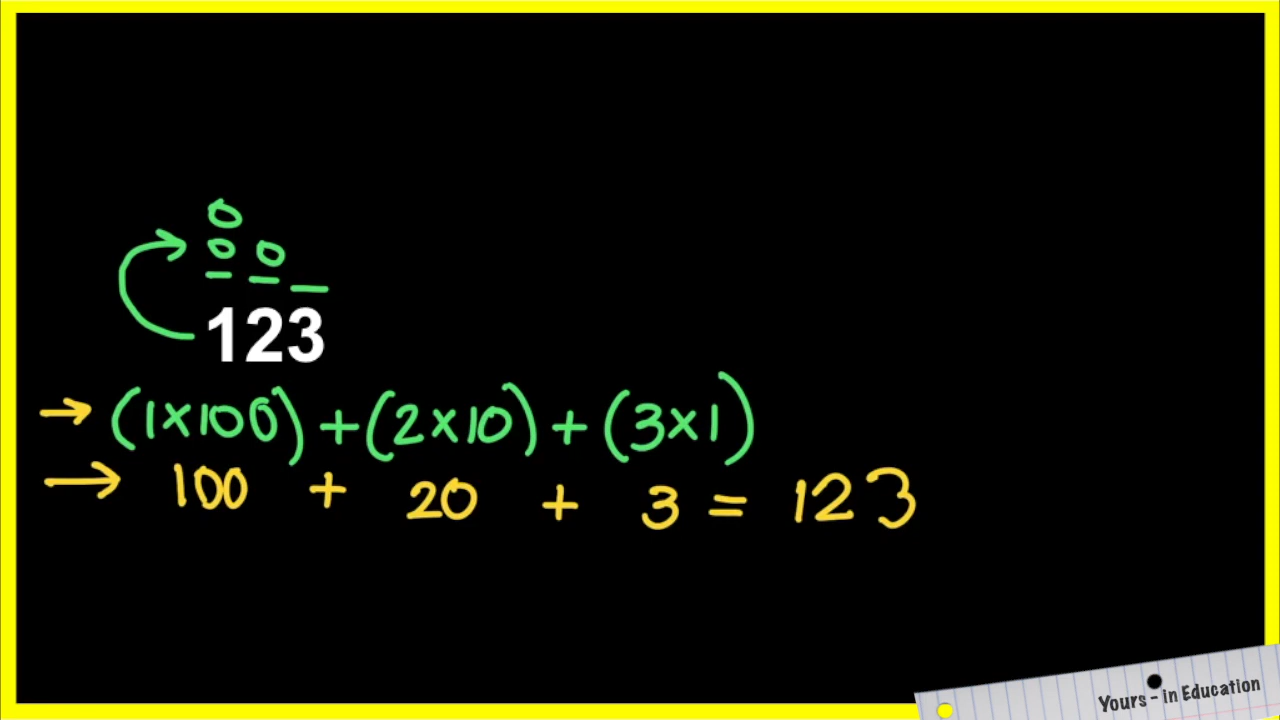 0
0 0
_ _ _
123
→ (1×100) + (2×10) + (3×1)
→ 100 + 20 + 3 = 123
Yours - in Education